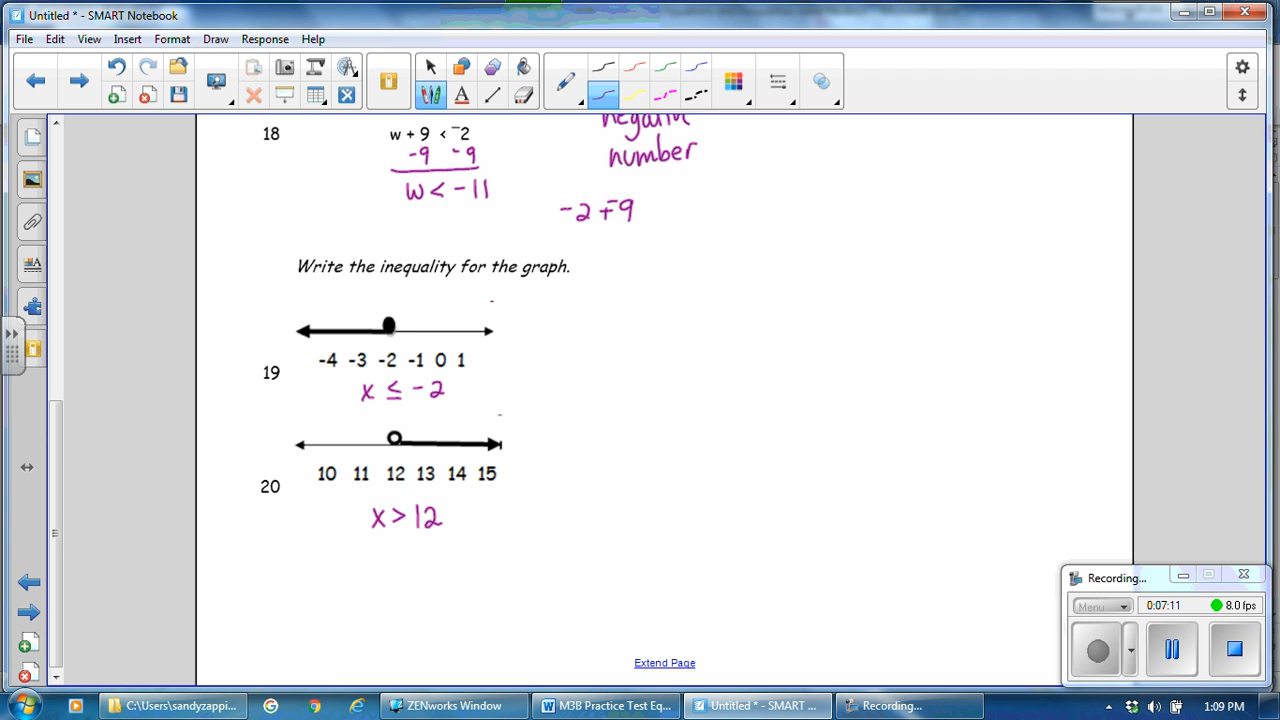 Untitled * - SMART Notebook
File Edit View Insert Format Draw Response Help
number
18
w + 9 < ⁻2
-9 -9
w < -11
-2 + ⁻9
Write the inequality for the graph.
-4 -3 -2 -1 0 1
19
x ≤ -2
10 11 12 13 14 15
20
x > 12
Extend Page
Recording...
Menu
0:07:11
8.0 fps
C:\Users\sandyzappi...
ZENworks Window
M3B Practice Test Eq...
Untitled * - SMART ...
Recording...
1:09 PM